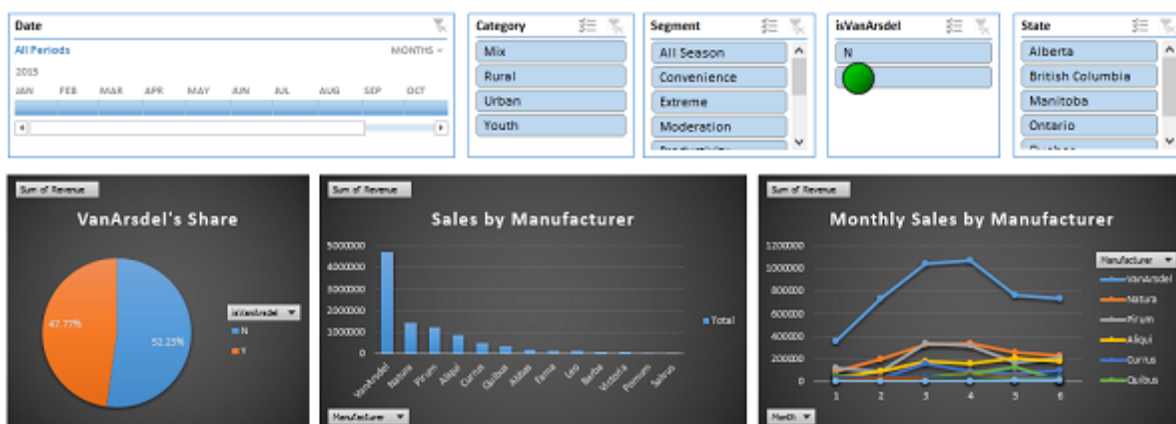 Date
All Periods
MONTHS
2015
JAN FEB MAR APR MAY JUN JUL AUG SEP OCT
Category
Mix
Rural
Urban
Youth
Segment
All Season
Convenience
Extreme
Moderation
Productivity
isVanArsdel
N
State
Alberta
British Columbia
Manitoba
Ontario
Quebec
Sum of Revenue
VanArsdel's Share
47.77%
52.23%
isVanArsdel
N
Y
Sum of Revenue
Sales by Manufacturer
5000000
4000000
3000000
2000000
1000000
0
VanArsdel Natura Pirum Aliqui Currus Quibus Abbas Fama Leo Barba Victoria Pomum Salvus
Total
Manufacturer
Sum of Revenue
Monthly Sales by Manufacturer
1200000
1000000
800000
600000
400000
200000
0
1 2 3 4 5 6
Manufacturer
VanArsdel
Natura
Pirum
Aliqui
Currus
Quibus
Month